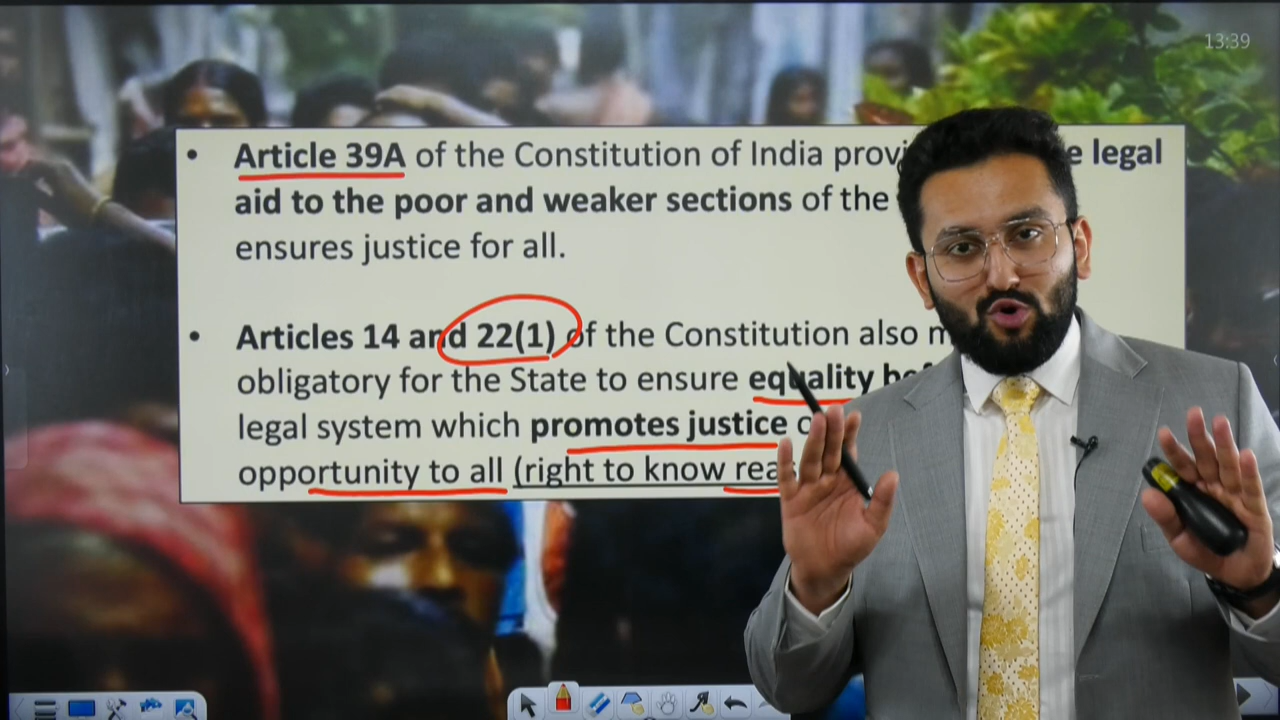 13:39
• Article 39A of the Constitution of India legal
aid to the poor and weaker sections of the
ensures justice for all.
• Articles 14 and 22(1) of the Constitution also
obligatory for the State to ensure equality
legal system which promotes justice
opportunity to all (right to know